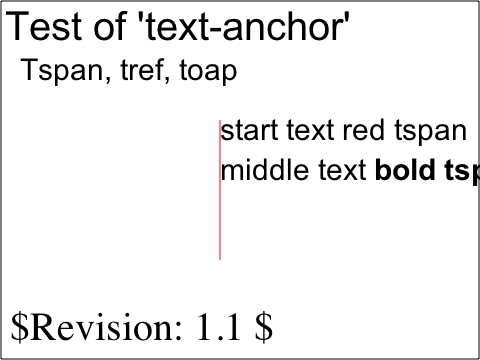 Test of 'text-anchor'
Tspan, tref, toap
start text red tspan
middle text bold tsp
$Revision: 1.1 $